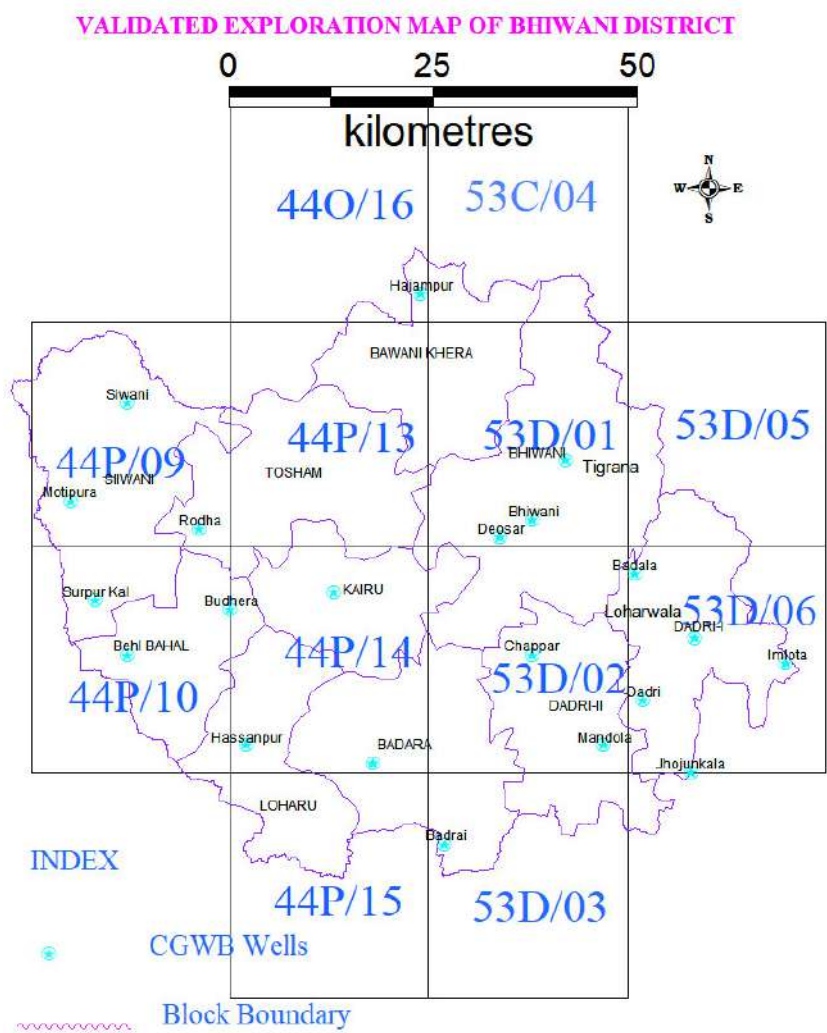 VALIDATED EXPLORATION MAP OF BHIWANI DISTRICT
0 25 50
kilometres
N
W E
S
44O/16 53C/04
Hajampur
BAWANI KHERA
Siwani
44P/09 44P/13 53D/01 53D/05
BHIWANI
Tigrana
TOSHAM
SIIWANI
Motipura
Rodha
Bhiwani
Deosar
Badala
Surpur Kal
Budhera
KAIRU
Loharwala
53D/06
DADRI-I
Behl BAHAL
44P/14
Chappar
Imlota
53D/02
44P/10
Dadri
DADRI-II
Hassanpur
BADARA
Mandola
Jhojunkala
LOHARU
Badrai
INDEX
44P/15 53D/03
CGWB Wells
Block Boundary